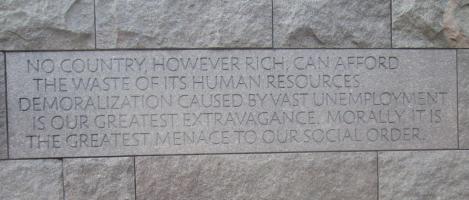 NO COUNTRY, HOWEVER RICH, CAN AFFORD
THE WASTE OF ITS HUMAN RESOURCES.
DEMORALIZATION CAUSED BY VAST UNEMPLOYMENT
IS OUR GREATEST EXTRAVAGANCE. MORALLY, IT IS
THE GREATEST MENACE TO OUR SOCIAL ORDER.